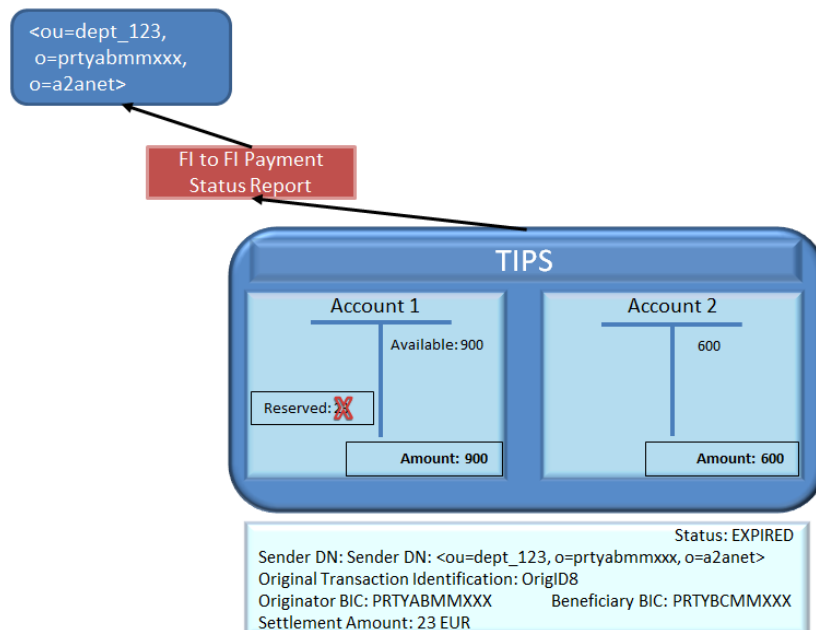 <ou=dept_123,
o=prtyabmmxxx,
o=a2anet>
FI to FI Payment
Status Report
TIPS
Account 1
Available: 900
Reserved:
Amount: 900
Account 2
600
Amount: 600
Status: EXPIRED
Sender DN: Sender DN: <ou=dept_123, o=prtyabmmxxx, o=a2anet>
Original Transaction Identification: OrigID8
Originator BIC: PRTYABMMXXX Beneficiary BIC: PRTYBCMMXXX
Settlement Amount: 23 EUR